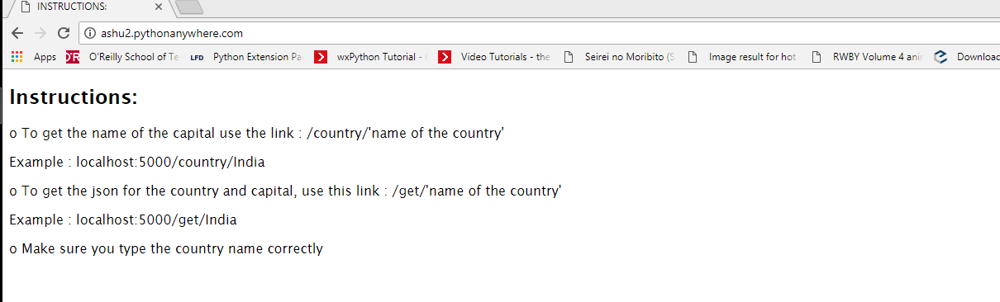 INSTRUCTIONS:
ashu2.pythonanywhere.com
Apps O'R O'Reilly School of Te LFD Python Extension Pa wxPython Tutorial - Video Tutorials - the Seirei no Moribito (S Image result for hot RWBY Volume 4 ani Download
Instructions:
o To get the name of the capital use the link : /country/'name of the country'
Example : localhost:5000/country/India
o To get the json for the country and capital, use this link : /get/'name of the country'
Example : localhost:5000/get/India
o Make sure you type the country name correctly